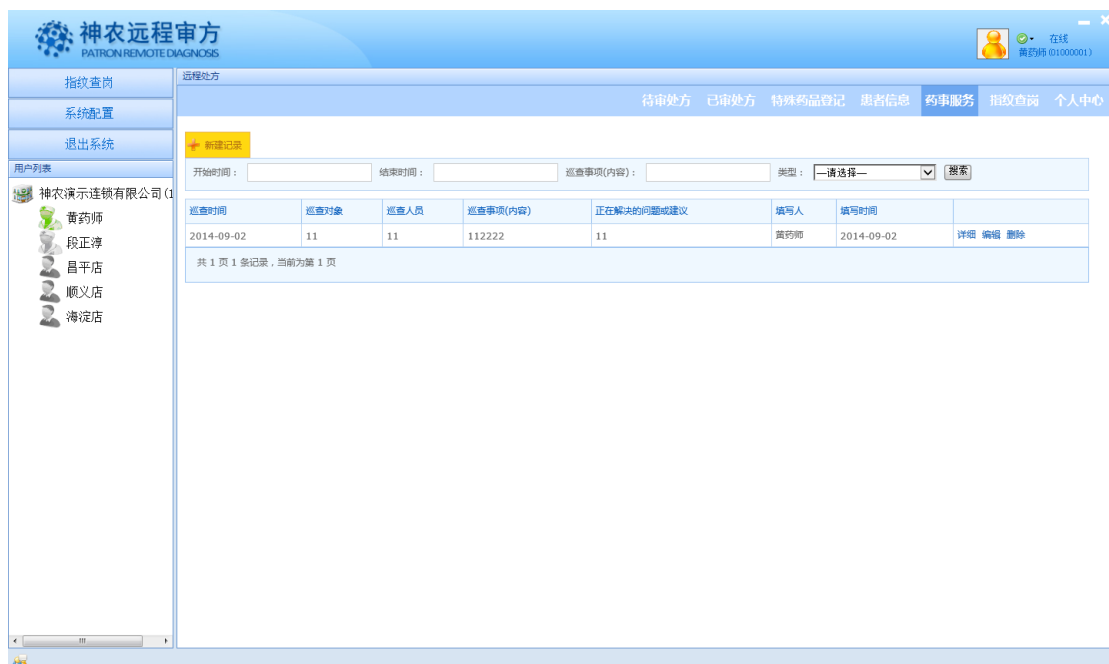 神农远程审方
PATRON REMOTE DIAGNOSIS
在线
黄药师 (01000001)
指纹查岗
系统配置
退出系统
用户列表
神农演示连锁有限公司(1
黄药师
段正淳
昌平店
顺义店
海淀店
远程处方
待审处方 已审处方 特殊药品登记 患者信息 药事服务 指纹查岗 个人中心
新建记录
开始时间： 结束时间： 巡查事项(内容)： 类型： —请选择— 搜索
巡查时间 巡查对象 巡查人员 巡查事项(内容) 正在解决的问题或建议 填写人 填写时间
2014-09-02 11 11 112222 11 黄药师 2014-09-02 详细 编辑 删除
共 1 页 1 条记录，当前为第 1 页